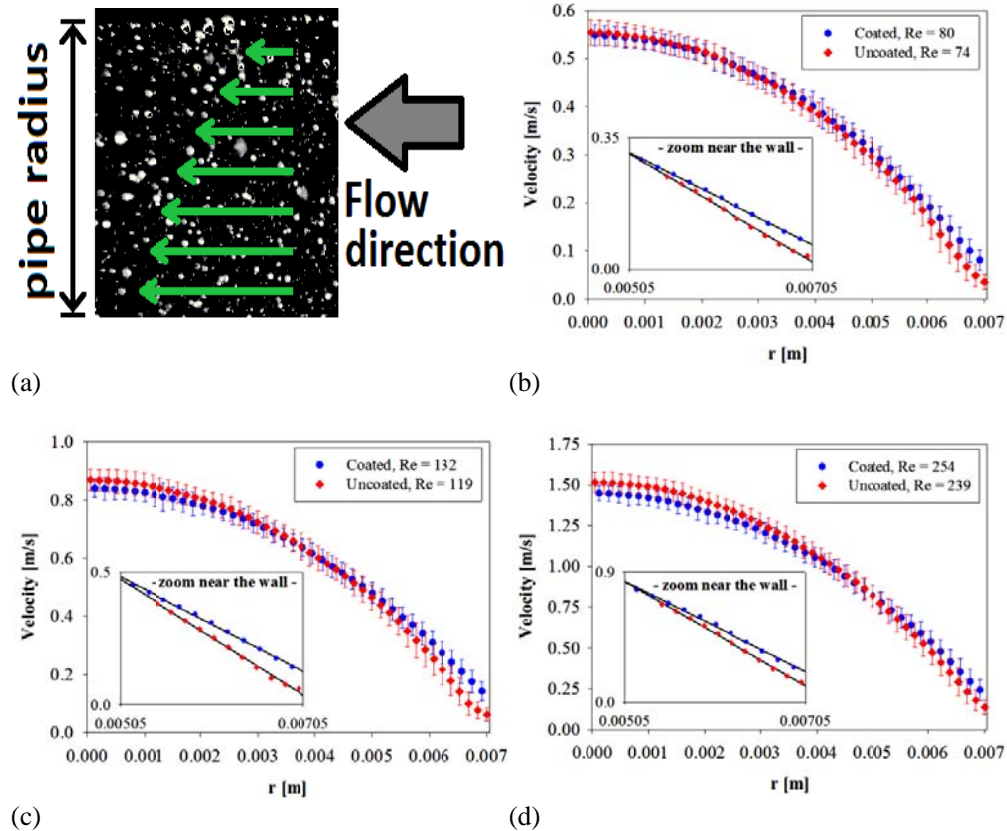 pipe radius
Flow
direction
(a)
0.6
0.5
0.4
0.3
0.2
0.1
0.0
Velocity [m/s]
Coated, Re = 80
Uncoated, Re = 74
- zoom near the wall -
0.35
0.00
0.00505
0.00705
0.000 0.001 0.002 0.003 0.004 0.005 0.006 0.007
r [m]
(b)
1.0
0.8
0.6
0.4
0.2
0.0
Velocity [m/s]
Coated, Re = 132
Uncoated, Re = 119
- zoom near the wall -
0.5
0.0
0.00505
0.00705
0.000 0.001 0.002 0.003 0.004 0.005 0.006 0.007
r [m]
(c)
1.75
1.50
1.25
1.00
0.75
0.50
0.25
0.00
Velocity [m/s]
Coated, Re = 254
Uncoated, Re = 239
- zoom near the wall -
0.9
0.0
0.00505
0.00705
0.000 0.001 0.002 0.003 0.004 0.005 0.006 0.007
r [m]
(d)